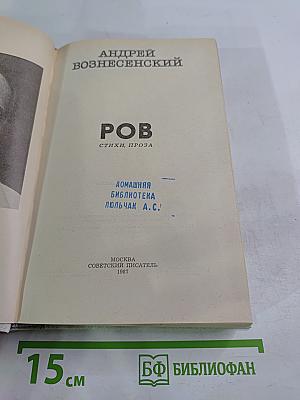 АНДРЕЙ
ВОЗНЕСЕНСКИЙ
РОВ
СТИХИ, ПРОЗА
ДОМАШНЯЯ
БИБЛИОТЕКА
ЛЮЛЬЧАК А.С.
МОСКВА
СОВЕТСКИЙ ПИСАТЕЛЬ
1987
15 см
БФ БИБЛИОФАН